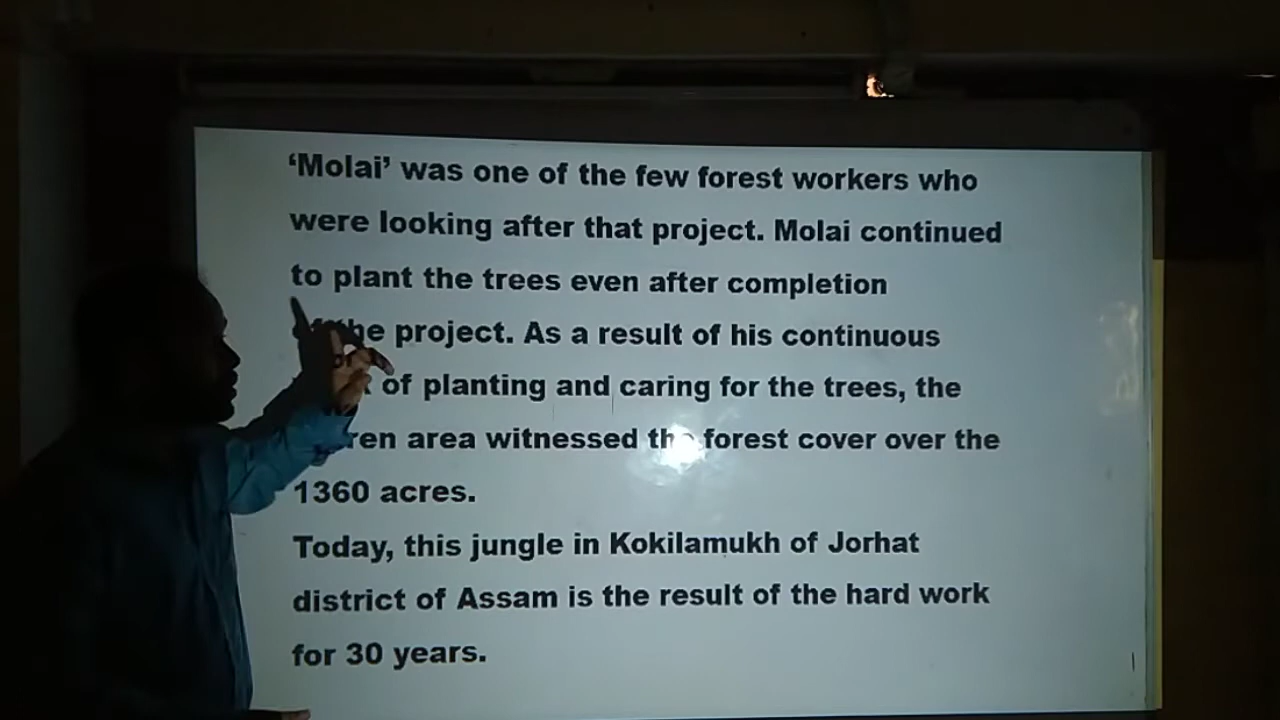 ‘Molai’ was one of the few forest workers who
were looking after that project. Molai continued
to plant the trees even after completion
the project. As a result of his continuous
of planting and caring for the trees, the
area witnessed the forest cover over the
1360 acres.
Today, this jungle in Kokilamukh of Jorhat
district of Assam is the result of the hard work
for 30 years.